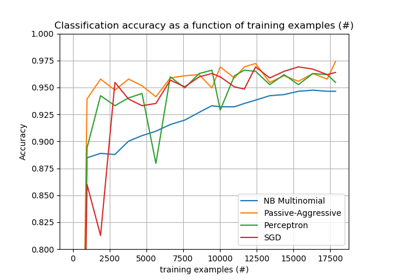 Classification accuracy as a function of training examples (#)
1.000
0.975
0.950
0.925
0.900
0.875
0.850
0.825
0.800
Accuracy
NB Multinomial
Passive-Aggressive
Perceptron
SGD
0 2500 5000 7500 10000 12500 15000 17500
training examples (#)